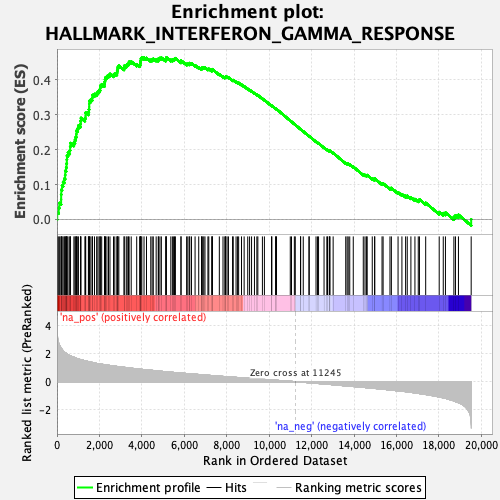 Enrichment plot:
HALLMARK_INTERFERON_GAMMA_RESPONSE
Enrichment score (ES)
0.4
0.3
0.2
0.1
0.0
'na_pos' (positively correlated)
Ranked list metric (PreRanked)
4
2
0
-2
Zero cross at 11245
'na_neg' (negatively correlated)
0
2,000
4,000
6,000
8,000
10,000
12,000
14,000
16,000
18,000
20,000
Rank in Ordered Dataset
Enrichment profile
Hits
Ranking metric scores